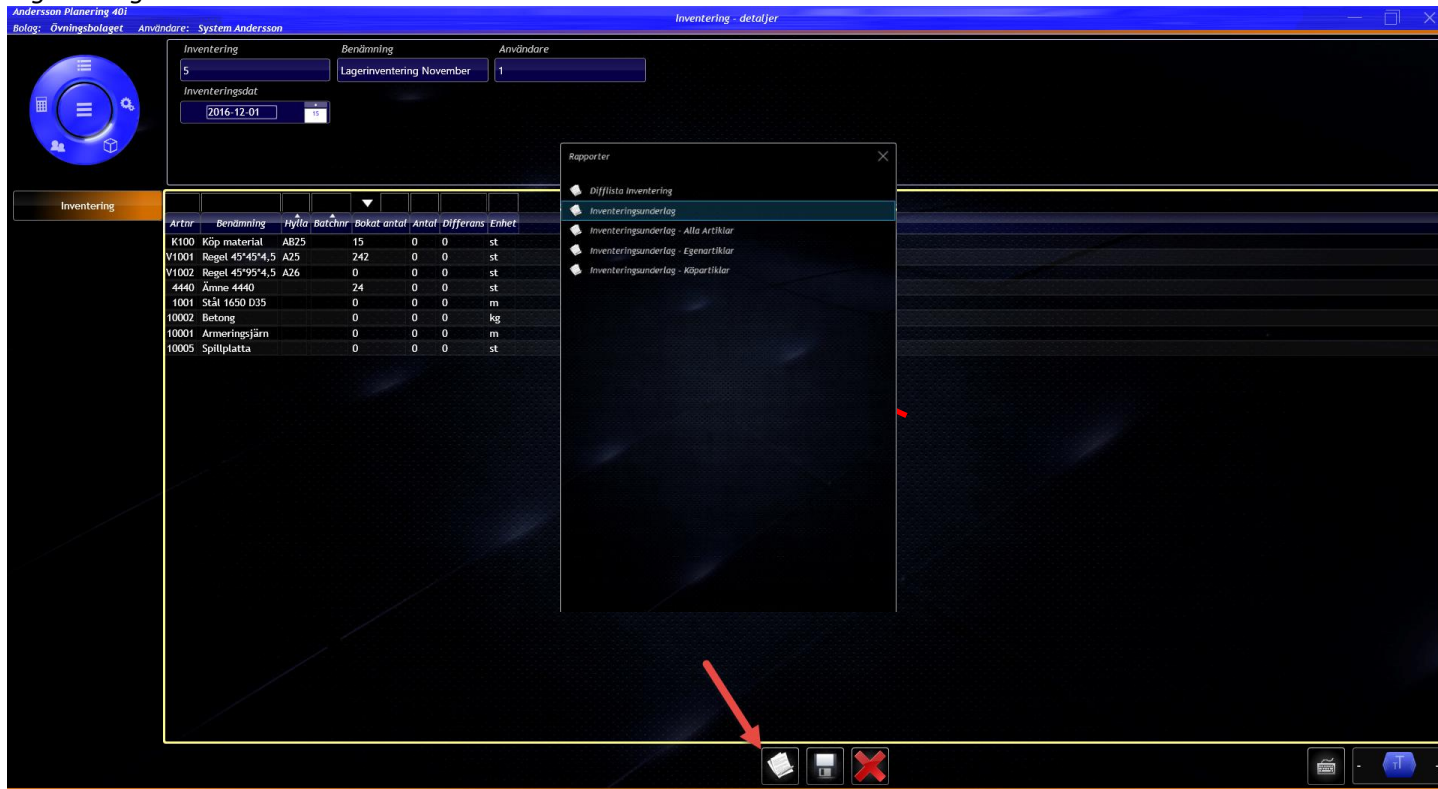 Andersson Planering 40i
Inventering - detaljer
Bolag: Övningsbolaget Användare: System Andersson
Inventering Benämning Användare
5 Lagerinventering November 1
Inventeringsdat
2016-12-01 15
Rapporter
Difflista Inventering
Inventeringsunderlag
Inventeringsunderlag - Alla Artiklar
Inventeringsunderlag - Egenartiklar
Inventeringsunderlag - Köpartiklar
Inventering
Artnr Benämning Hylla Batchnr Bokat antal Antal Differans Enhet
K100 Köp material AB25 15 0 0 st
V1001 Regel 45*45*4,5 A25 242 0 0 st
V1002 Regel 45*95*4,5 A26 0 0 0 st
4440 Ämne 4440 24 0 0 st
1001 Stål 1650 D35 0 0 0 m
10002 Betong 0 0 0 kg
10001 Armeringsjärn 0 0 0 m
10005 Spillplatta 0 0 0 st
- TT -